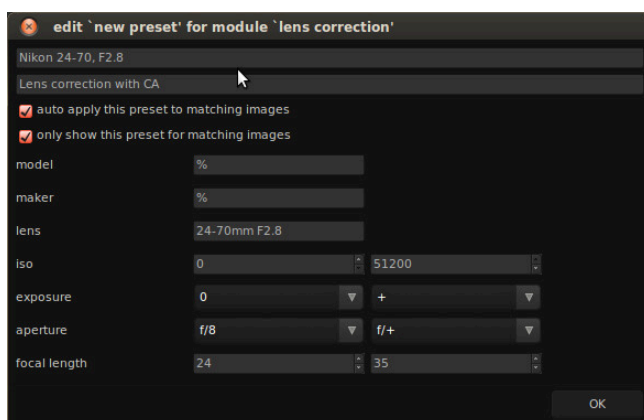 edit `new preset' for module `lens correction'
Nikon 24-70, F2.8
Lens correction with CA
auto apply this preset to matching images
only show this preset for matching images
model %
maker %
lens 24-70mm F2.8
iso 0 51200
exposure 0 +
aperture f/8 f/+
focal length 24 35
OK